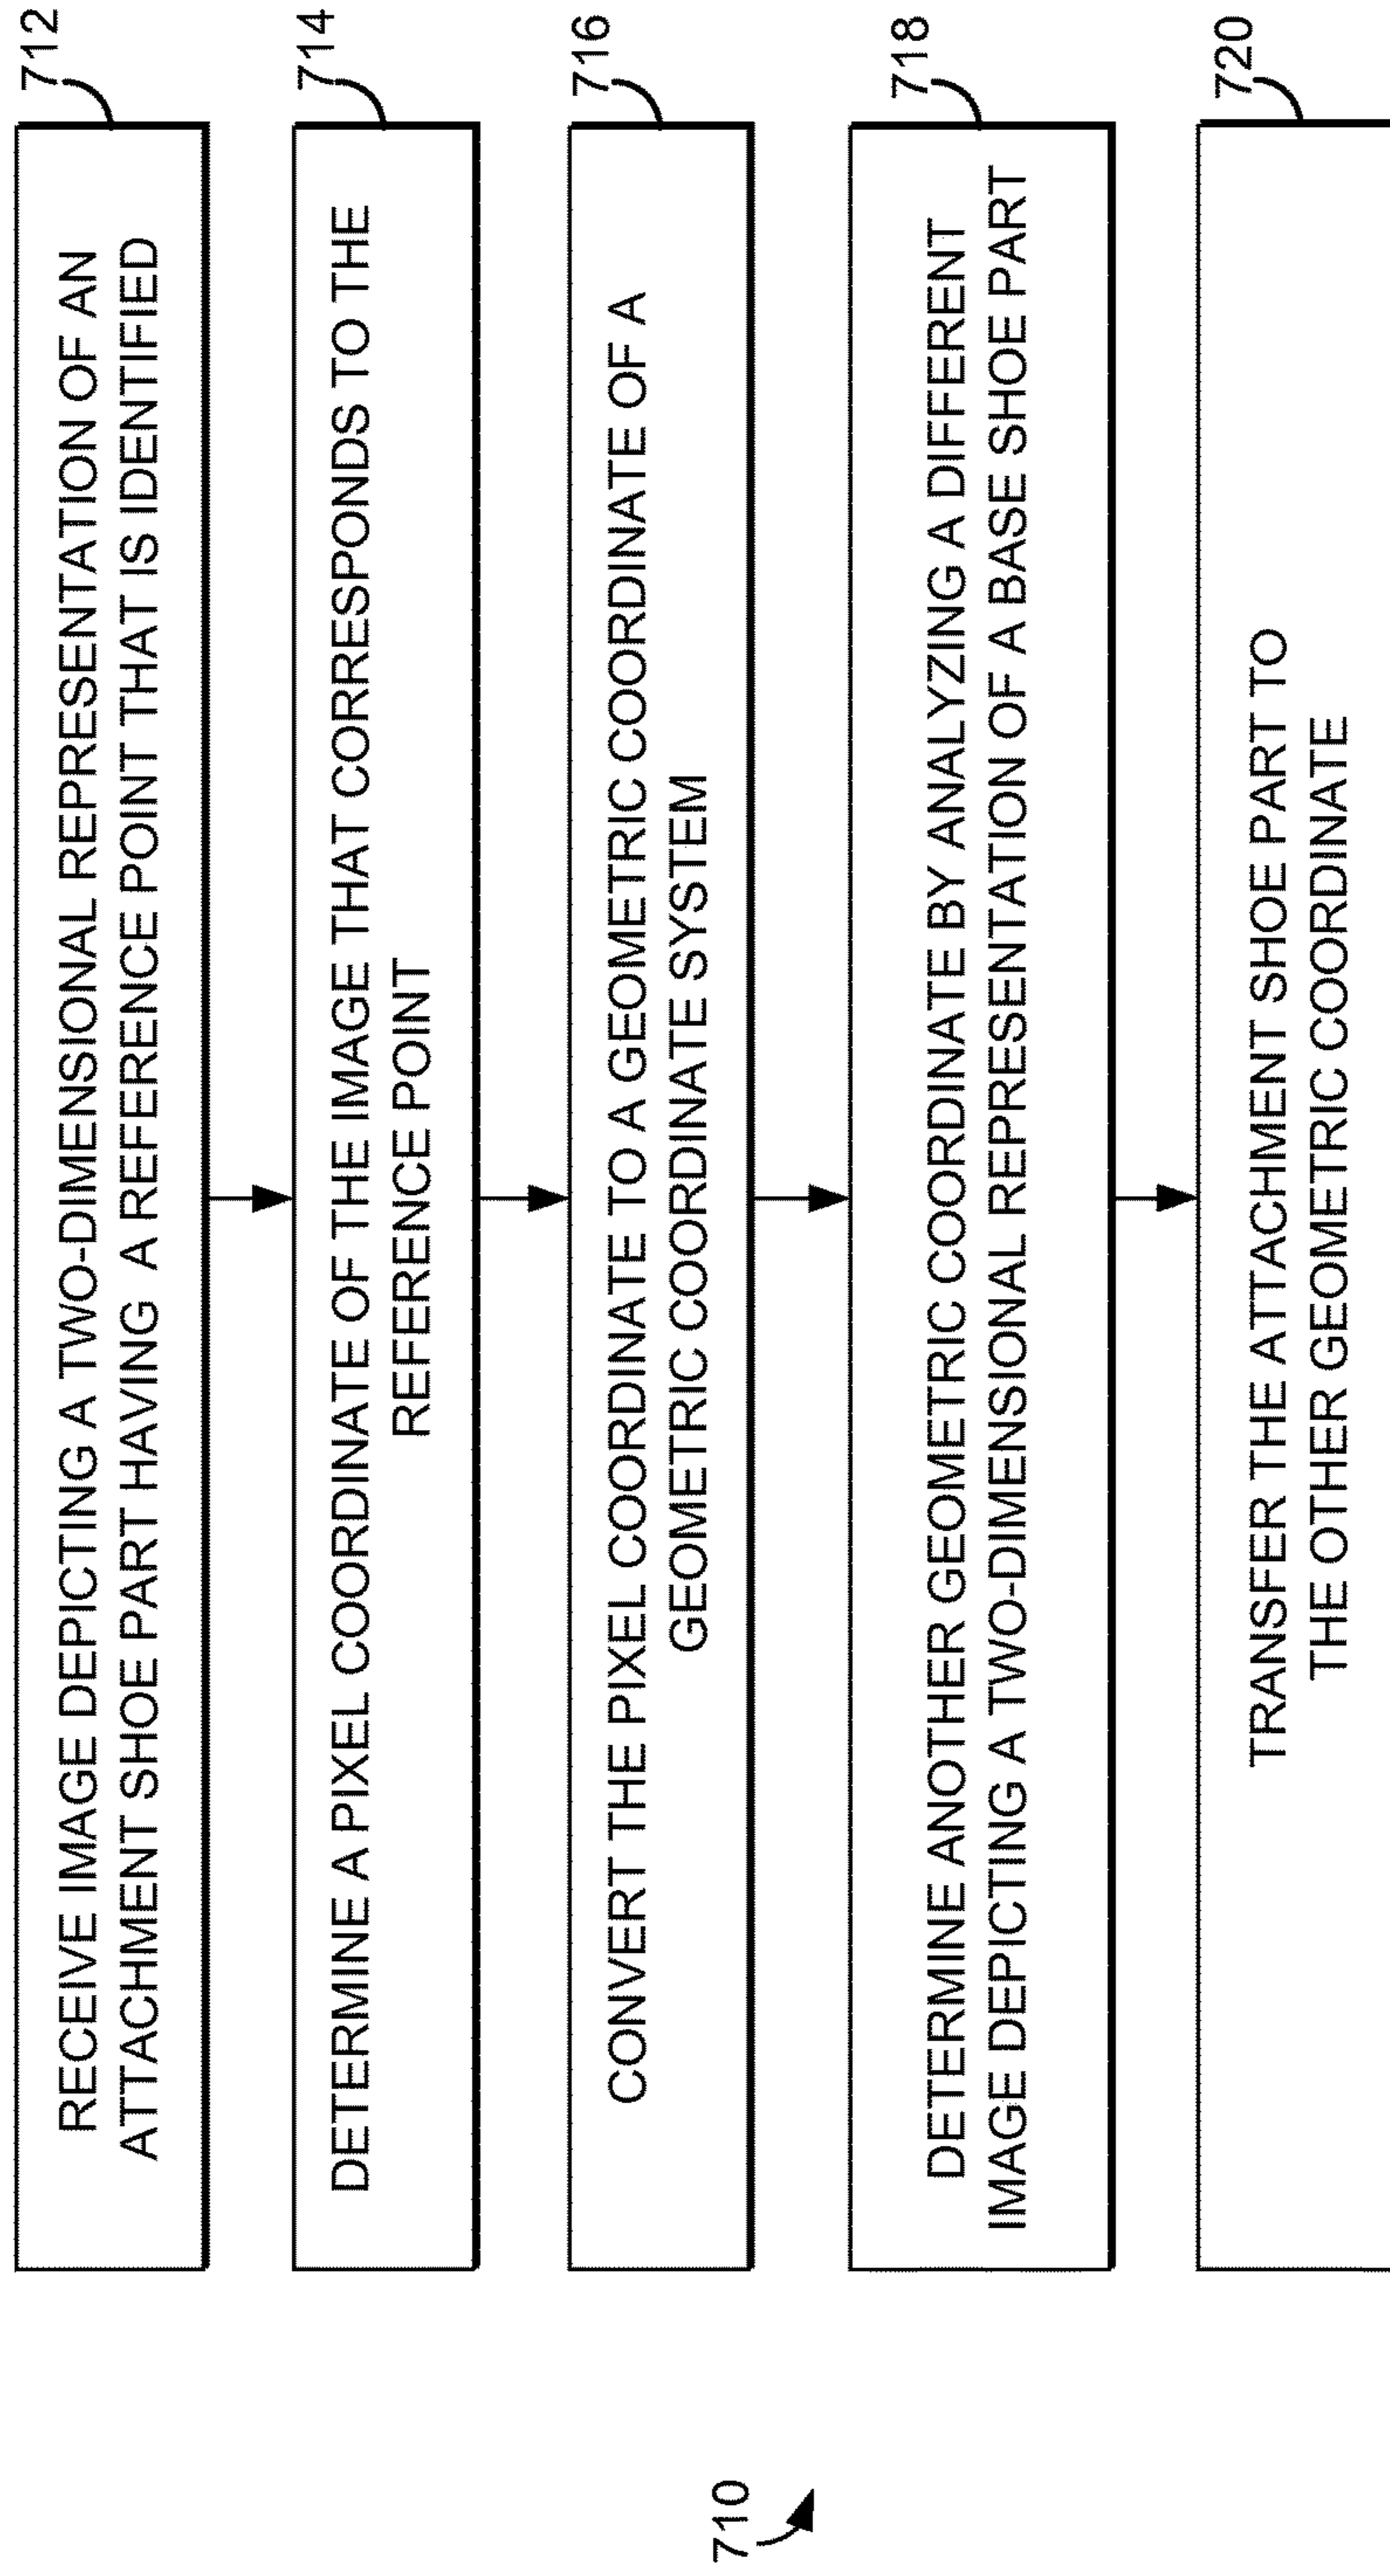 712
RECEIVE IMAGE DEPICTING A TWO-DIMENSIONAL REPRESENTATION OF AN
ATTACHMENT SHOE PART HAVING A REFERENCE POINT THAT IS IDENTIFIED
714
DETERMINE A PIXEL COORDINATE OF THE IMAGE THAT CORRESPONDS TO THE
REFERENCE POINT
716
CONVERT THE PIXEL COORDINATE TO A GEOMETRIC COORDINATE OF A
GEOMETRIC COORDINATE SYSTEM
718
DETERMINE ANOTHER GEOMETRIC COORDINATE BY ANALYZING A DIFFERENT
IMAGE DEPICTING A TWO-DIMENSIONAL REPRESENTATION OF A BASE SHOE PART
720
TRANSFER THE ATTACHMENT SHOE PART TO
THE OTHER GEOMETRIC COORDINATE
710